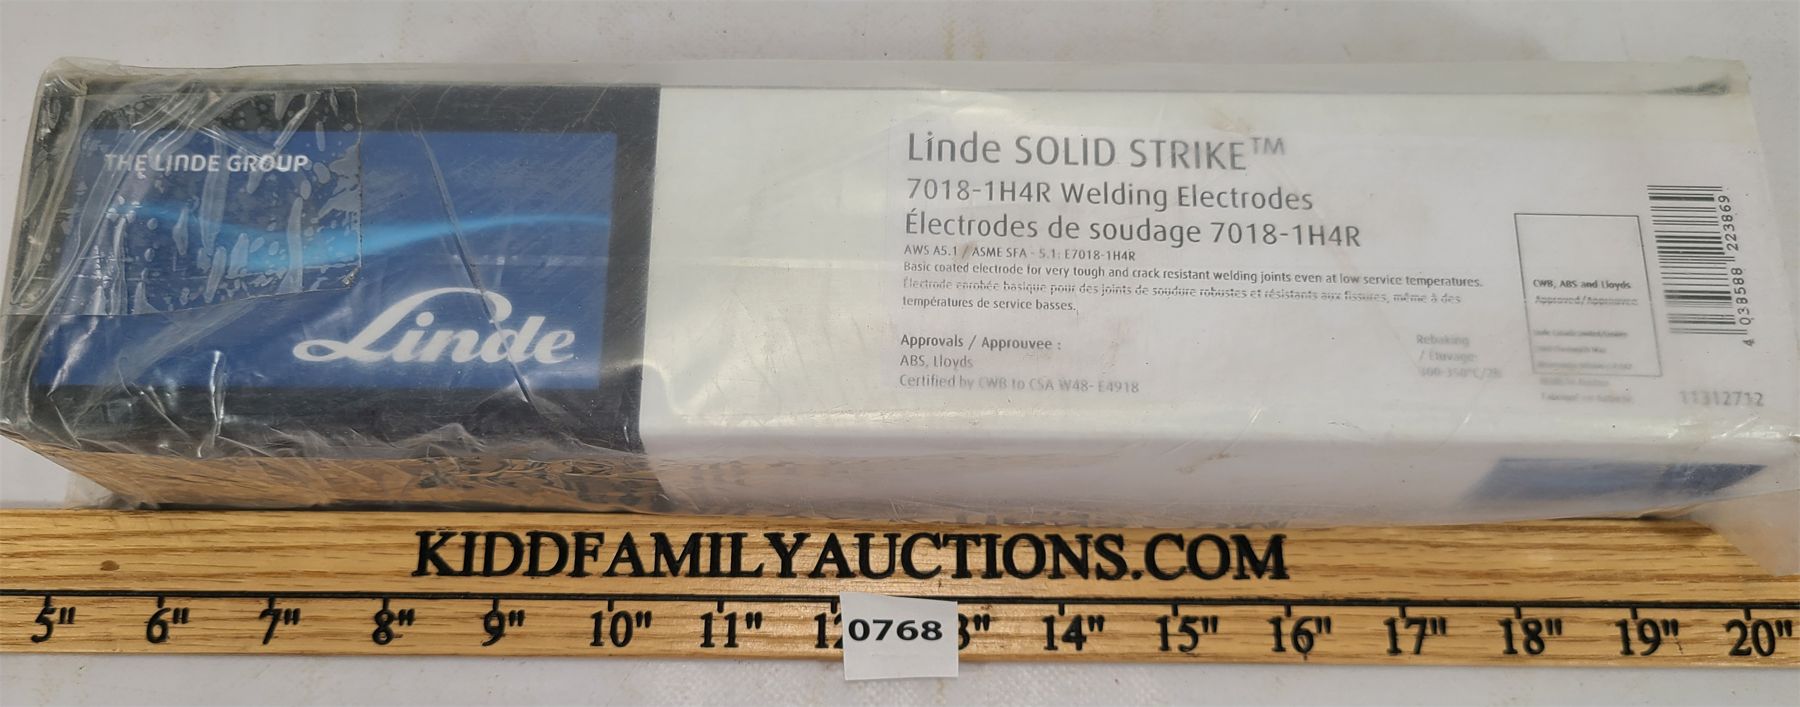 THE LINDE GROUP
Linde
Linde SOLID STRIKE™
7018-1H4R Welding Electrodes
Électrodes de soudage 7018-1H4R
AWS A5.1 / ASME SFA - 5.1: E7018-1H4R
Basic coated electrode for very tough and crack resistant welding joints even at low service temperatures.
Électrode enrobée basique pour des joints de soudure robustes et résistants aux fissures, même à des
températures de service basses.
Approvals / Approuvee :
ABS, Lloyds
Certified by CWB to CSA W48- E4918
Rebaking
/ Étuvage:
CWB, ABS and Lloyds
Approved/Approuvee
4 038588 223869
11312712
KIDDFAMILYAUCTIONS.COM
5" 6" 7" 8" 9" 10" 11" 14" 15" 16" 17" 18" 19" 20"
0768